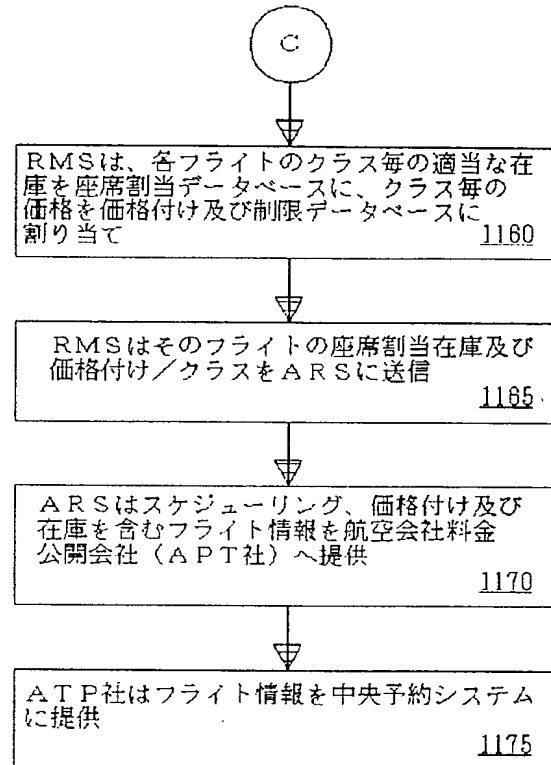 C
RMSは、各フライトのクラス毎の適当な在
庫を座席割当データベースに、クラス毎の
価格を価格付け及び制限データベースに
割り当て
1160
RMSはそのフライトの座席割当在庫及び
価格付け/クラスをARSに送信
1165
ARSはスケジューリング、価格付け及び
在庫を含むフライト情報を航空会社料金
公開会社(APT社)へ提供
1170
ATP社はフライト情報を中央予約システム
に提供
1175